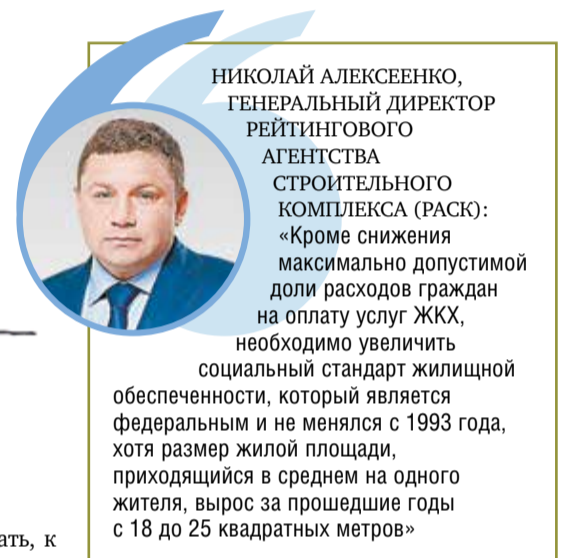 НИКОЛАЙ АЛЕКСЕЕНКО,
ГЕНЕРАЛЬНЫЙ ДИРЕКТОР
РЕЙТИНГОВОГО
АГЕНТСТВА
СТРОИТЕЛЬНОГО
КОМПЛЕКСА (РАСК):
«Кроме снижения
максимально допустимой
доли расходов граждан
на оплату услуг ЖКХ,
необходимо увеличить
социальный стандарт жилищной
обеспеченности, который является
федеральным и не менялся с 1993 года,
хотя размер жилой площади,
приходящийся в среднем на одного
жителя, вырос за прошедшие годы
с 18 до 25 квадратных метров»
ать, к